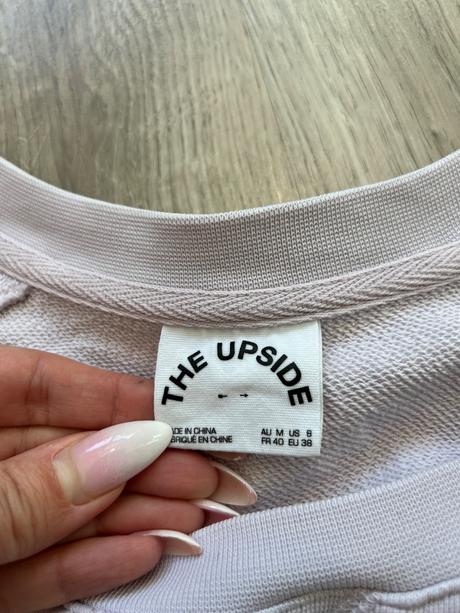 THE UPSIDE
ADE IN CHINA AU M US 8
BRIQUÉ EN CHINE FR 40 EU 38